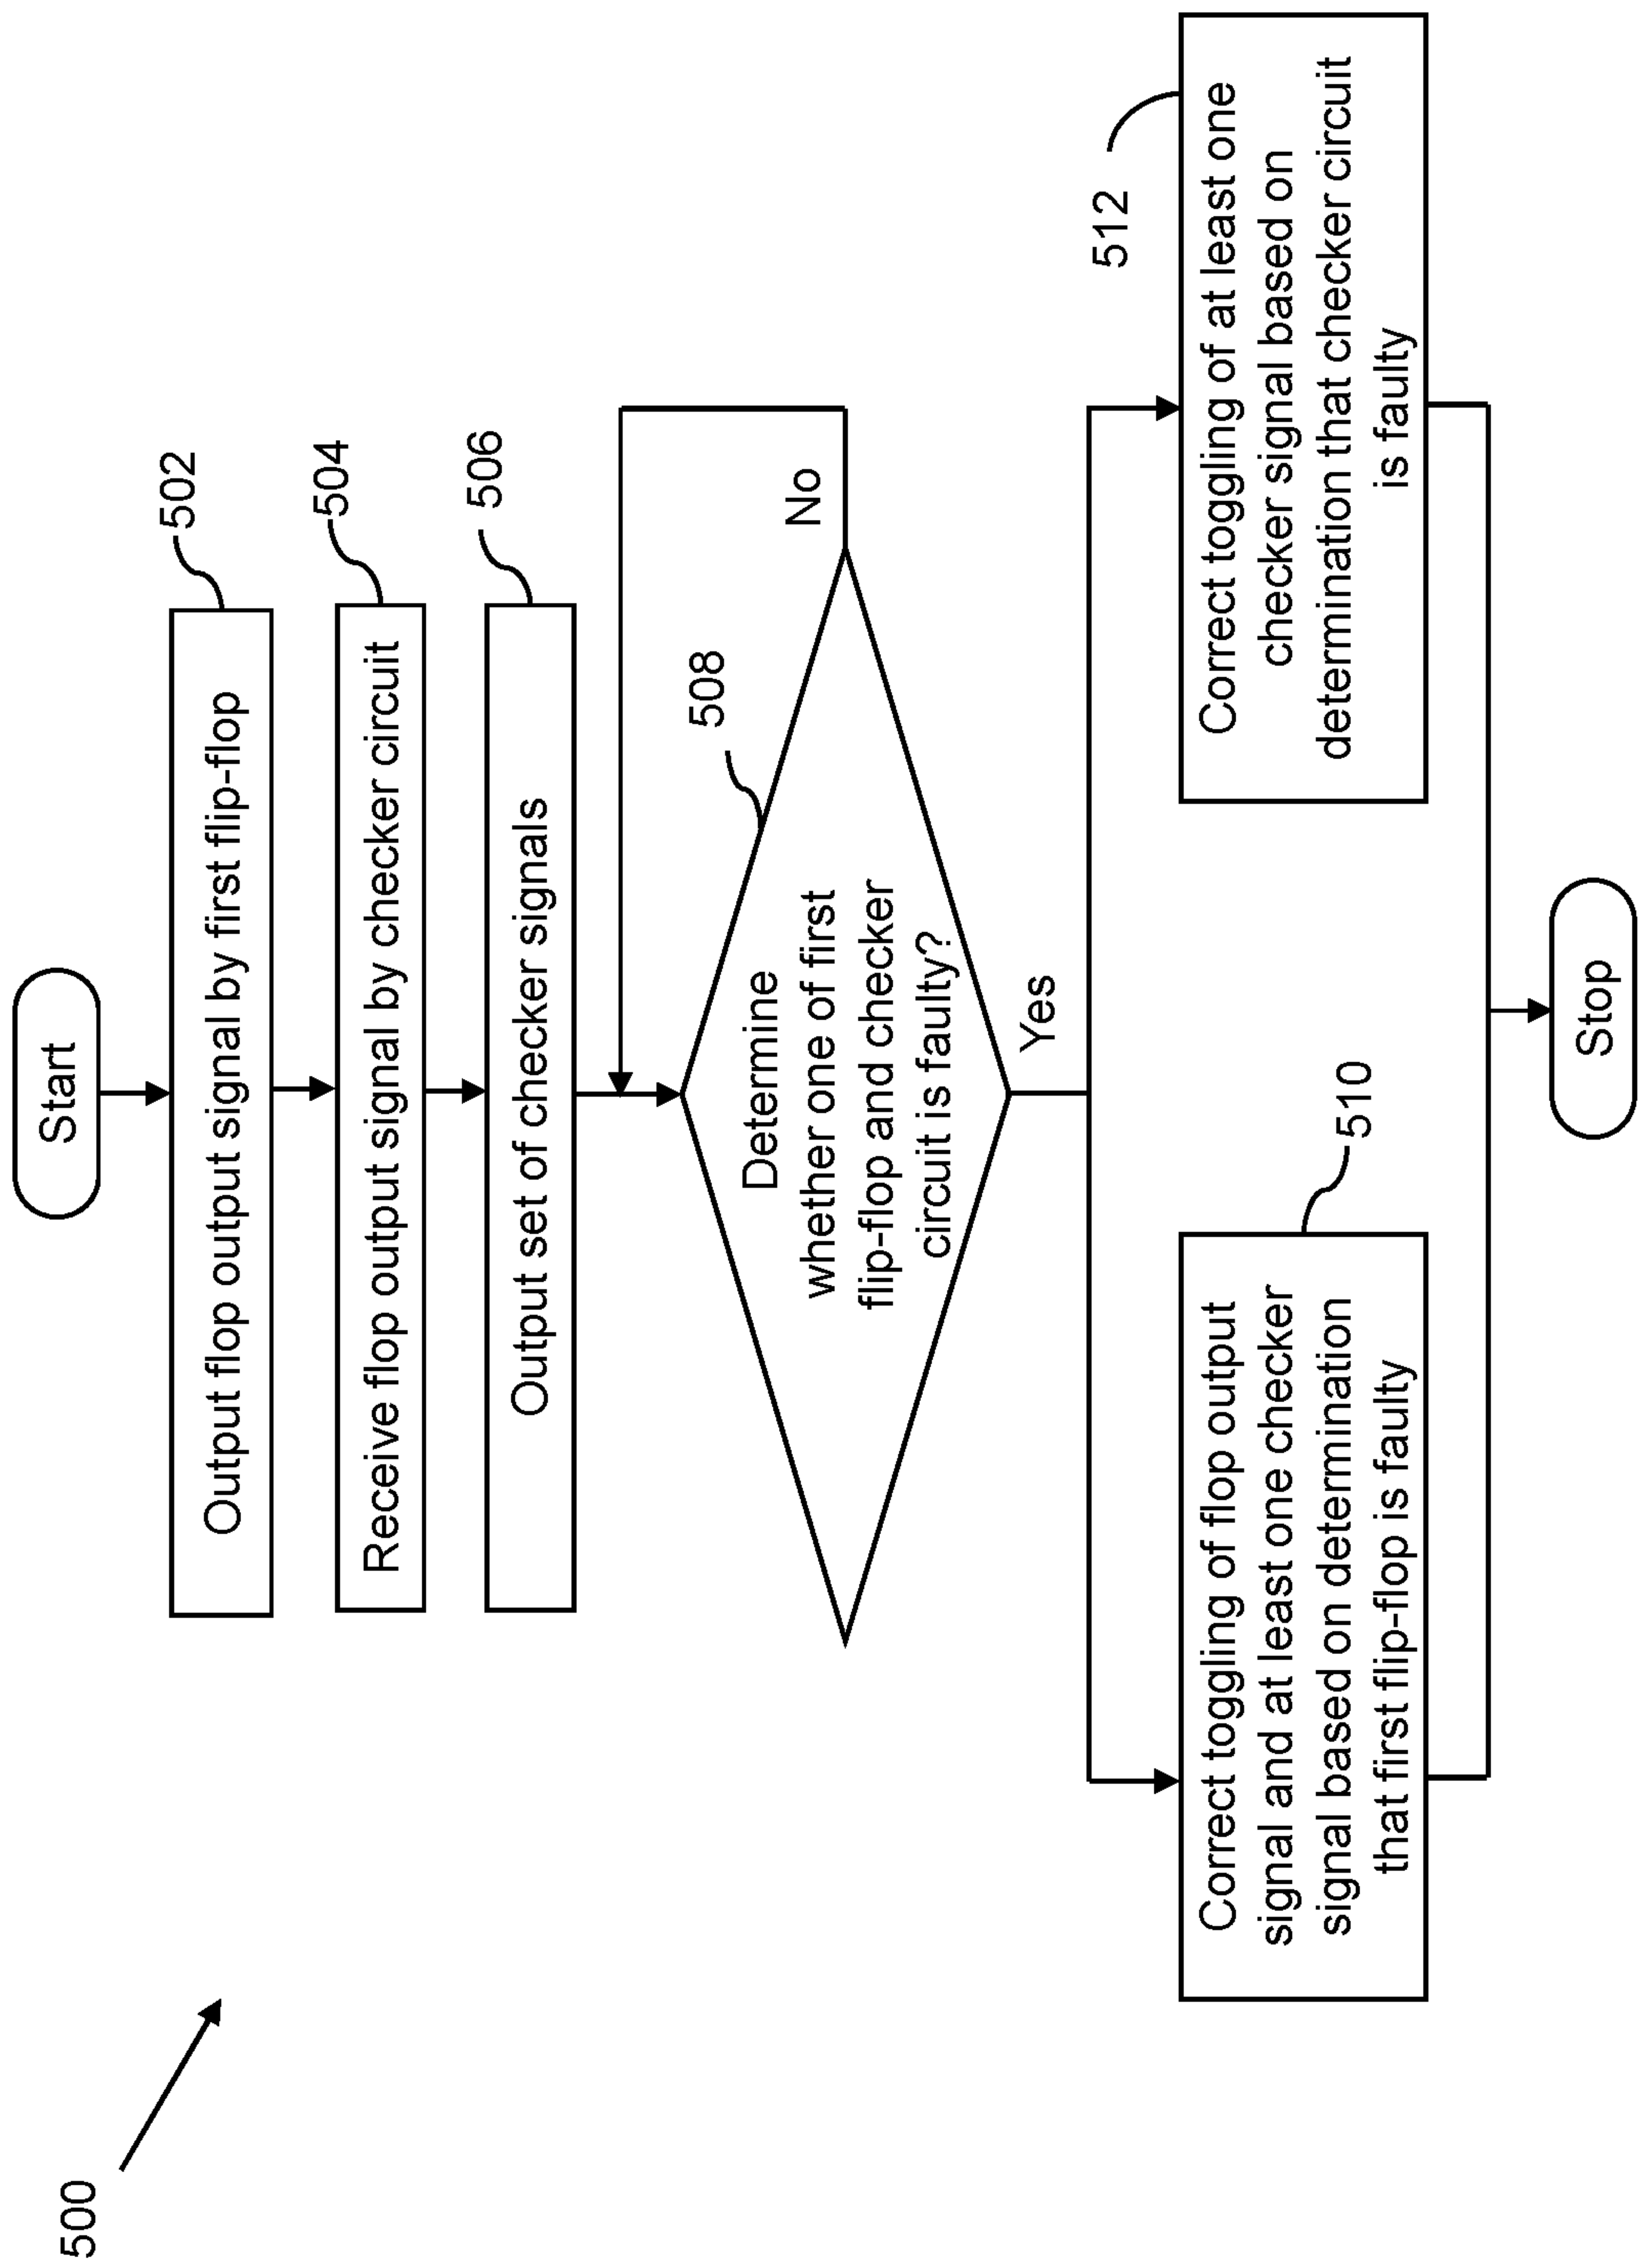 500
Start
502
Output flop output signal by first flip-flop
504
Receive flop output signal by checker circuit
506
Output set of checker signals
508
Determine
whether one of first
flip-flop and checker
circuit is faulty?
No
Yes
510
Correct toggling of flop output
signal and at least one checker
signal based on determination
that first flip-flop is faulty
512
Correct toggling of at least one
checker signal based on
determination that checker circuit
is faulty
Stop